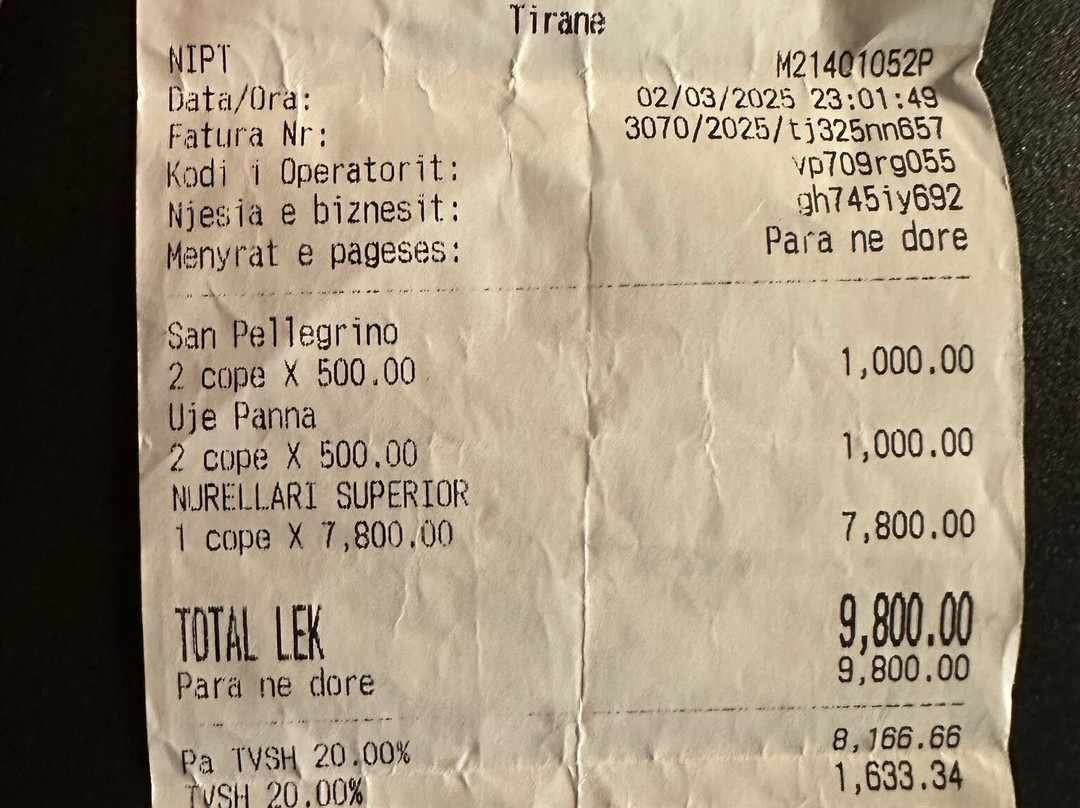 Tirane
NIPT M21401052P
Data/Ora: 02/03/2025 23:01:49
Fatura Nr: 3070/2025/tj325nn657
Kodi i Operatorit: vp709rg055
Njesia e biznesit: gh745iy692
Menyrat e pageses: Para ne dore
San Pellegrino
2 cope X 500.00 1,000.00
Uje Panna
2 cope X 500.00 1,000.00
NURELLARI SUPERIOR
1 cope X 7,800.00 7,800.00
TOTAL LEK 9,800.00
Para ne dore 9,800.00
Pa TVSH 20.00% 8,166.66
TVSH 20.00% 1,633.34